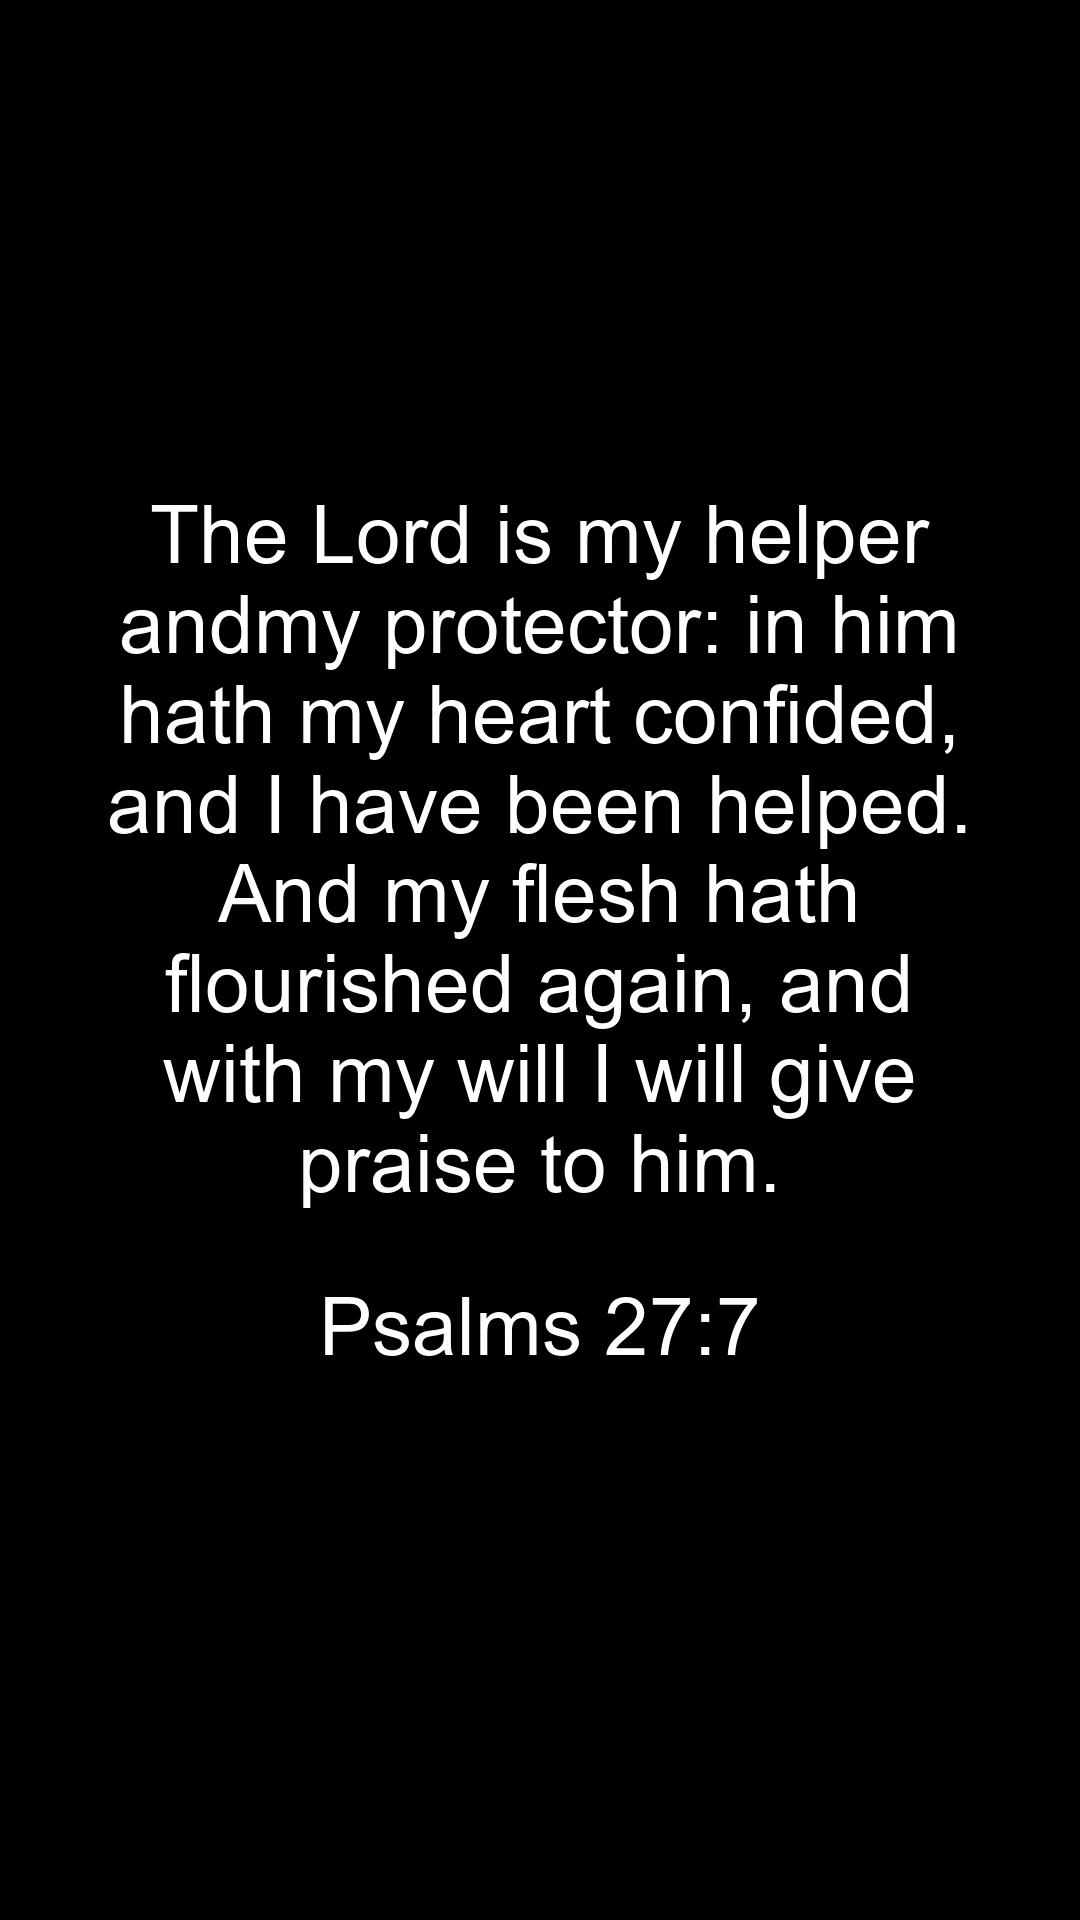 The Lord is my helper
andmy protector: in him
hath my heart confided,
and I have been helped.
And my flesh hath
flourished again, and
with my will I will give
praise to him.
Psalms 27:7